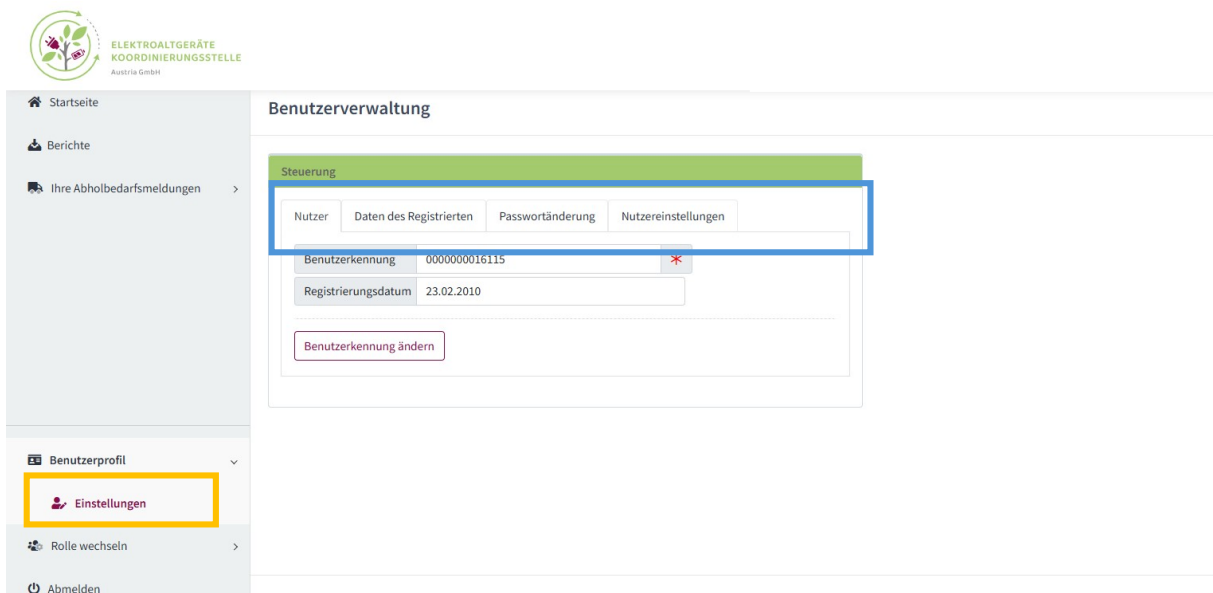 ELEKTROALTGERÄTE
KOORDINIERUNGSSTELLE
Austria GmbH
Startseite
Berichte
Ihre Abholbedarfsmeldungen
Benutzerprofil
Einstellungen
Rolle wechseln
Abmelden
Benutzerverwaltung
Steuerung
Nutzer Daten des Registrierten Passwortänderung Nutzereinstellungen
Benutzerkennung 0000000016115 *
Registrierungsdatum 23.02.2010
Benutzerkennung ändern